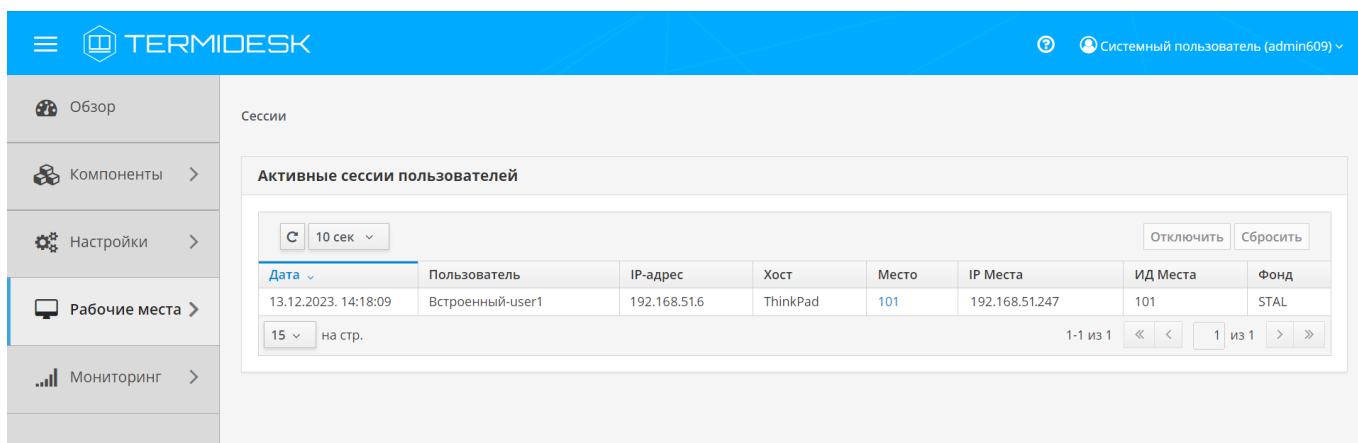 TERMIDESK
Системный пользователь (admin609)
Обзор
Компоненты
Настройки
Рабочие места
Мониторинг
Сессии
Активные сессии пользователей
10 сек
Отключить Сбросить
Дата Пользователь IP-адрес Хост Место IP Места ИД Места Фонд
13.12.2023. 14:18:09 Встроенный-user1 192.168.51.6 ThinkPad 101 192.168.51.247 101 STAL
15 на стр. 1-1 из 1 « < 1 из 1 > »